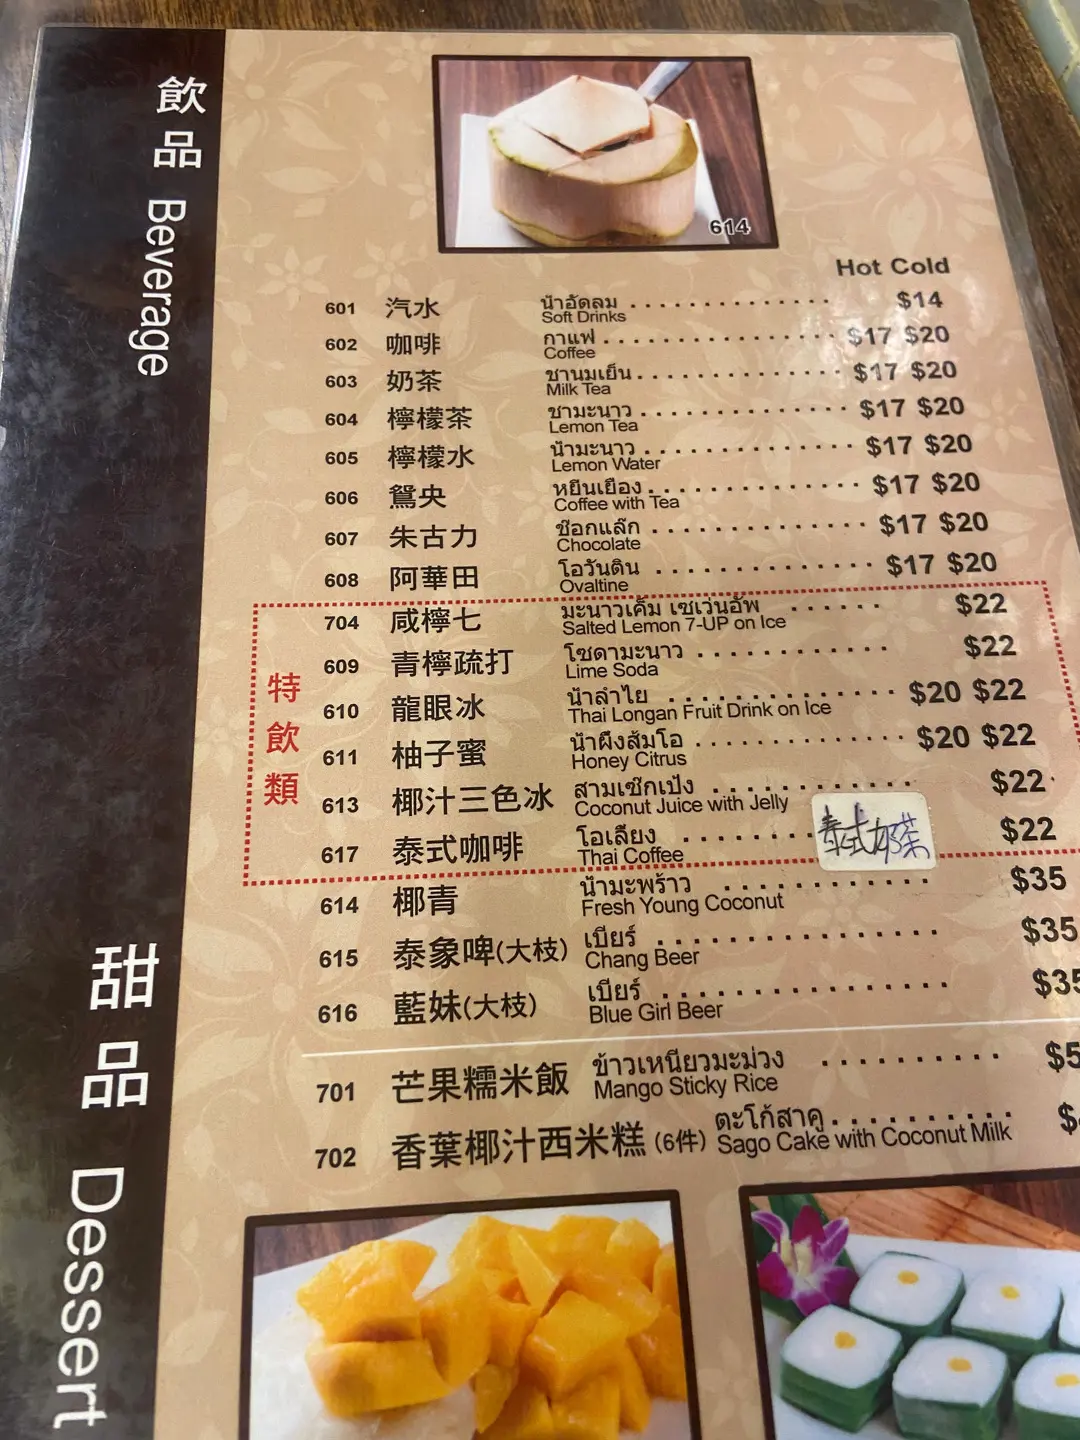 飲品 Beverage
614
Hot Cold
601 汽水 น้ำอัดลม . . . . . . . . . . . . . . $14
Soft Drinks
602 咖啡 กาแฟ . . . . . . . . . . . . . . $17 $20
Coffee
603 奶茶 ชานมเย็น . . . . . . . . . . . . . . $17 $20
Milk Tea
604 檸檬茶 ชามะนาว . . . . . . . . . . . . . . $17 $20
Lemon Tea
605 檸檬水 น้ำมะนาว . . . . . . . . . . . . . . $17 $20
Lemon Water
606 鴛央 หยินเยือง . . . . . . . . . . . . . . $17 $20
Coffee with Tea
607 朱古力 ช๊อกแล๊ก . . . . . . . . . . . . . . $17 $20
Chocolate
608 阿華田 โอวันติน . . . . . . . . . . . . . . $17 $20
Ovaltine
特飲類
704 咸檸七 มะนาวเค็ม เซเว่นอัพ . . . . . . $22
Salted Lemon 7-UP on Ice
609 青檸疏打 โซดามะนาว . . . . . . . . . . . $22
Lime Soda
610 龍眼冰 น้ำลำไย . . . . . . . . . . . . . . $20 $22
Thai Longan Fruit Drink on Ice
611 柚子蜜 น้ำผึ้งส้มโอ . . . . . . . . . . . . $20 $22
Honey Citrus
613 椰汁三色冰 สามเซ๊กเป้ง . . . . . . . . . . . $22
Coconut Juice with Jelly
617 泰式咖啡 โอเลี้ยง . . . . . . . . 泰式奶茶 $22
Thai Coffee
614 椰青 น้ำมะพร้าว . . . . . . . . . . . . $35
Fresh Young Coconut
615 泰象啤(大枝) เบียร์ . . . . . . . . . . . . . . . . $35
Chang Beer
616 藍妹(大枝) เบียร์ . . . . . . . . . . . . . . . . $35
Blue Girl Beer
甜品 Dessert
701 芒果糯米飯 ข้าวเหนียวมะม่วง . . . . . . . . . . $5
Mango Sticky Rice
702 香葉椰汁西米糕 (6件) ตะโก้สาคู . . . . . . . . . . $
Sago Cake with Coconut Milk